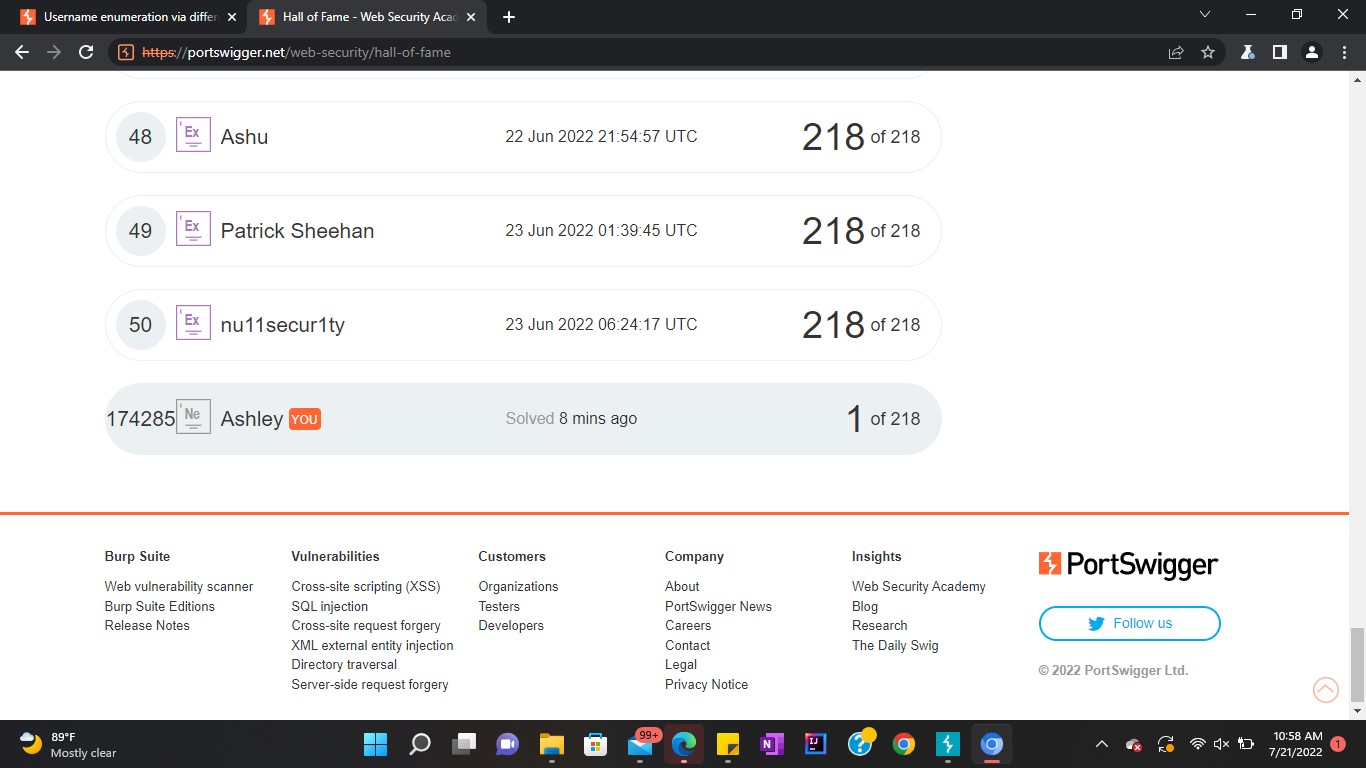 Username enumeration via differ
Hall of Fame - Web Security Acad
https://portswigger.net/web-security/hall-of-fame
48 Ex Ashu 22 Jun 2022 21:54:57 UTC 218 of 218
49 Ex Patrick Sheehan 23 Jun 2022 01:39:45 UTC 218 of 218
50 Ex nu11secur1ty 23 Jun 2022 06:24:17 UTC 218 of 218
174285 Ne Ashley YOU Solved 8 mins ago 1 of 218
Burp Suite
Web vulnerability scanner
Burp Suite Editions
Release Notes
Vulnerabilities
Cross-site scripting (XSS)
SQL injection
Cross-site request forgery
XML external entity injection
Directory traversal
Server-side request forgery
Customers
Organizations
Testers
Developers
Company
About
PortSwigger News
Careers
Contact
Legal
Privacy Notice
Insights
Web Security Academy
Blog
Research
The Daily Swig
PortSwigger
Follow us
© 2022 PortSwigger Ltd.
89°F
Mostly clear
99+
N
IJ
?
10:58 AM
7/21/2022
1